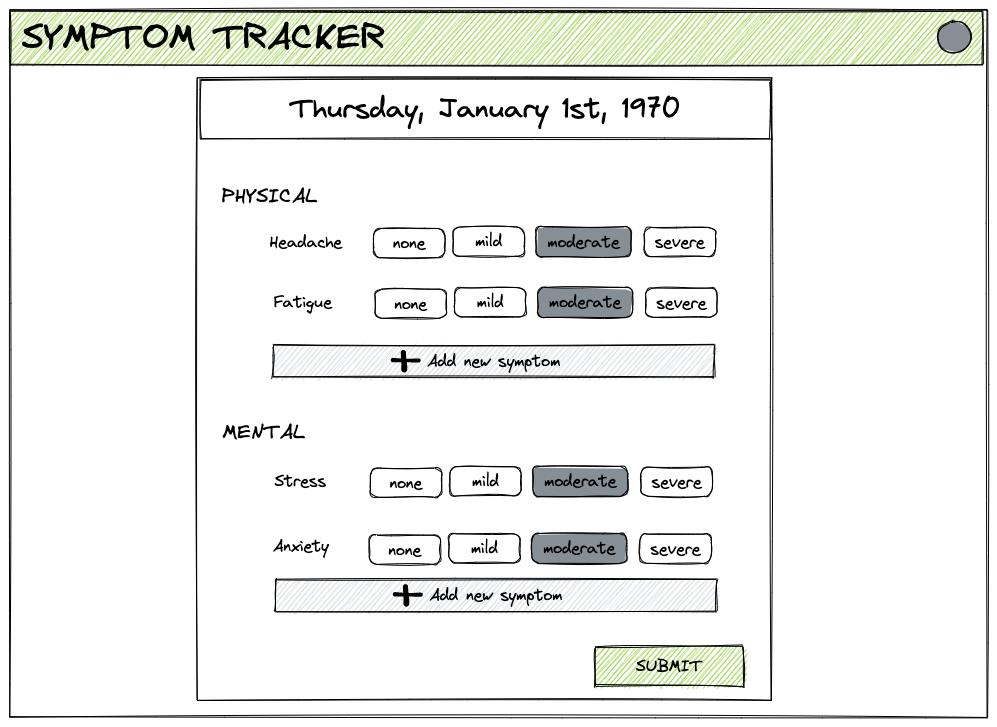 SYMPTOM TRACKER
Thursday, January 1st, 1970
PHYSICAL
Headache none mild moderate severe
Fatigue none mild moderate severe
+ Add new symptom
MENTAL
Stress none mild moderate severe
Anxiety none mild moderate severe
+ Add new symptom
SUBMIT